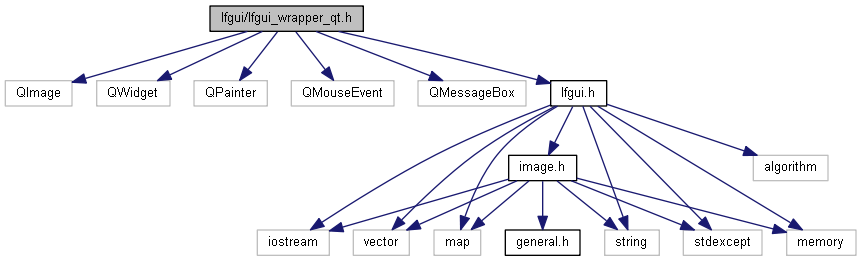 lfgui/lfgui_wrapper_qt.h
QImage
QWidget
QPainter
QMouseEvent
QMessageBox
lfgui.h
image.h
algorithm
iostream
vector
map
general.h
string
stdexcept
memory